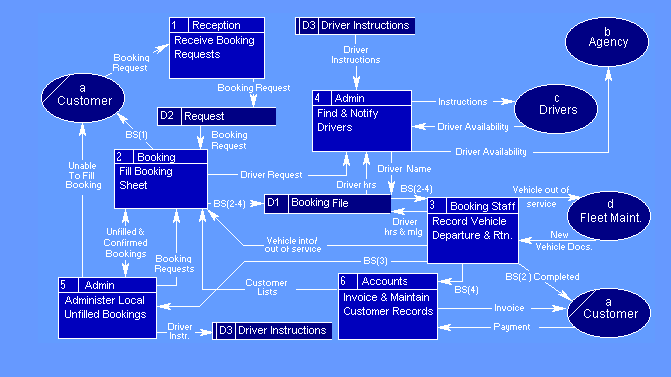 1 Reception
Receive Booking
Requests
D3 Driver Instructions
b
Agency
Booking
Request
Driver
Instructions
a
Customer
Booking Request
4 Admin
Find & Notify
Drivers
Instructions
c
Drivers
D2 Request
Driver Availability
BS(1)
Booking
Request
Driver Availability
2 Booking
Fill Booking
Sheet
Unable
To Fill
Booking
Driver Request
Driver Name
Driver hrs
BS(2-4)
Vehicle out of
service
BS(2-4)
D1 Booking File
3 Booking Staff
Record Vehicle
Departure & Rtn.
d
Fleet Maint.
Driver
hrs & mlg
Unfilled &
Confirmed
Bookings
Vehicle into/
out of service
New
Vehicle Docs.
Booking
Requests
BS(3)
5 Admin
Administer Local
Unfilled Bookings
Customer
Lists
6 Accounts
Invoice & Maintain
Customer Records
BS(4)
BS(2 ) Completed
a
Customer
Invoice
Payment
Driver
Instr.
D3 Driver Instructions